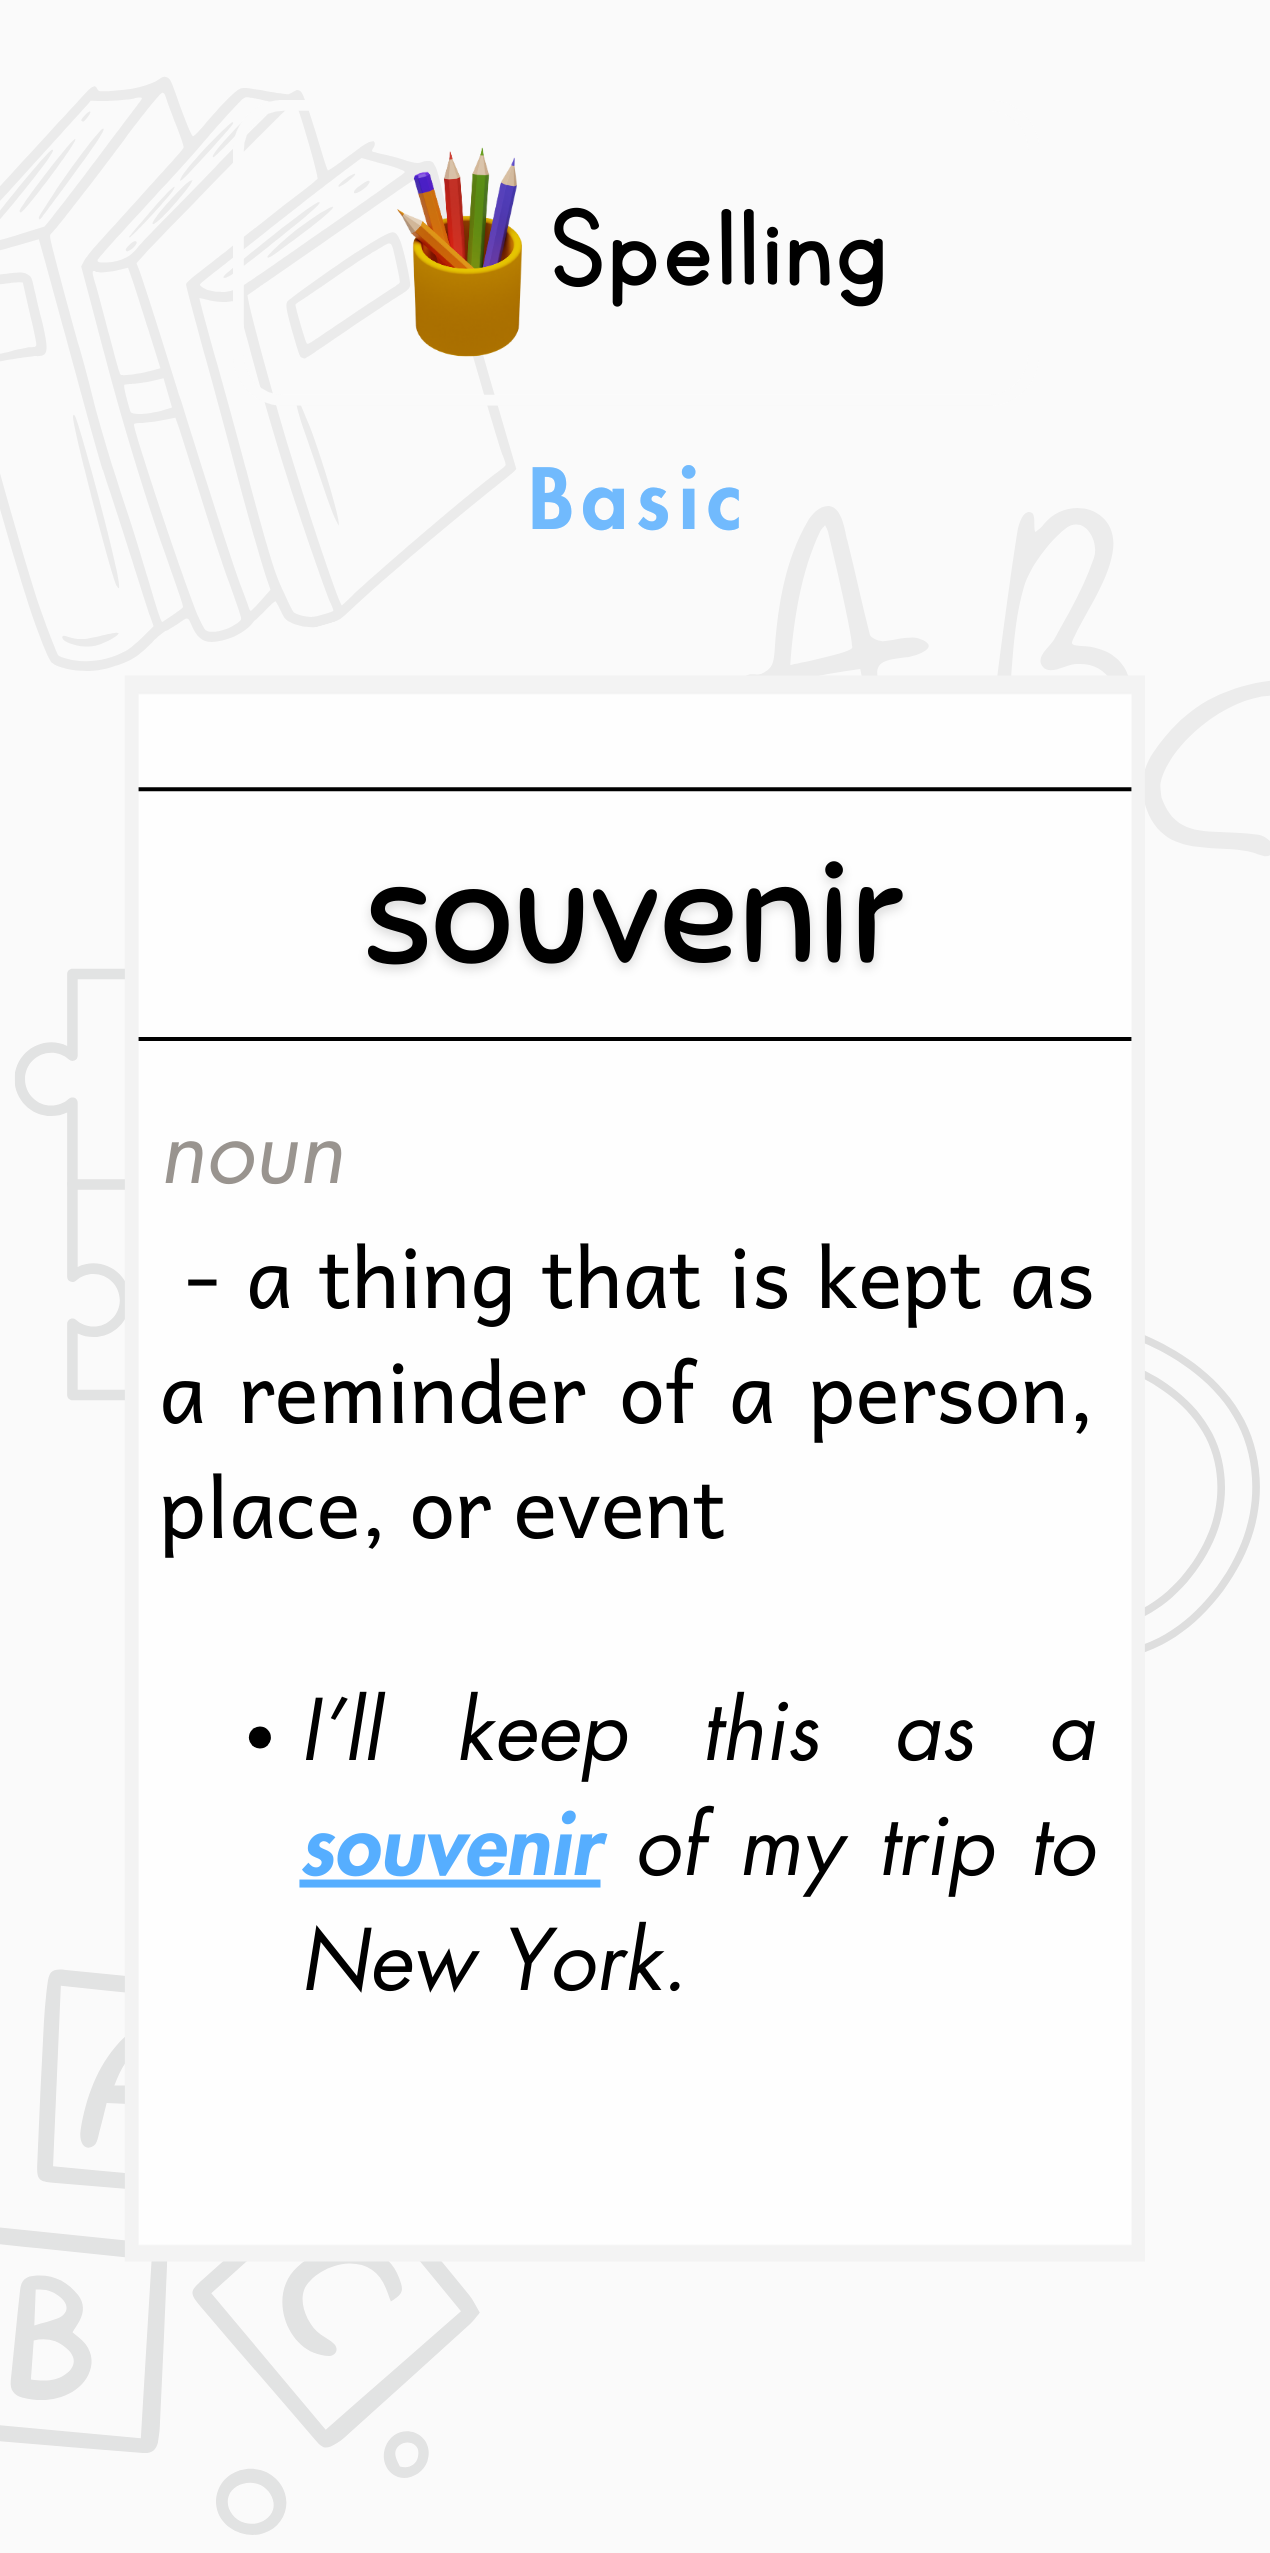 Spelling
Basic
A B
souvenir
noun
- a thing that is kept as
a reminder of a person,
place, or event
• I’ll keep this as a
souvenir of my trip to
New York.
A
B
C